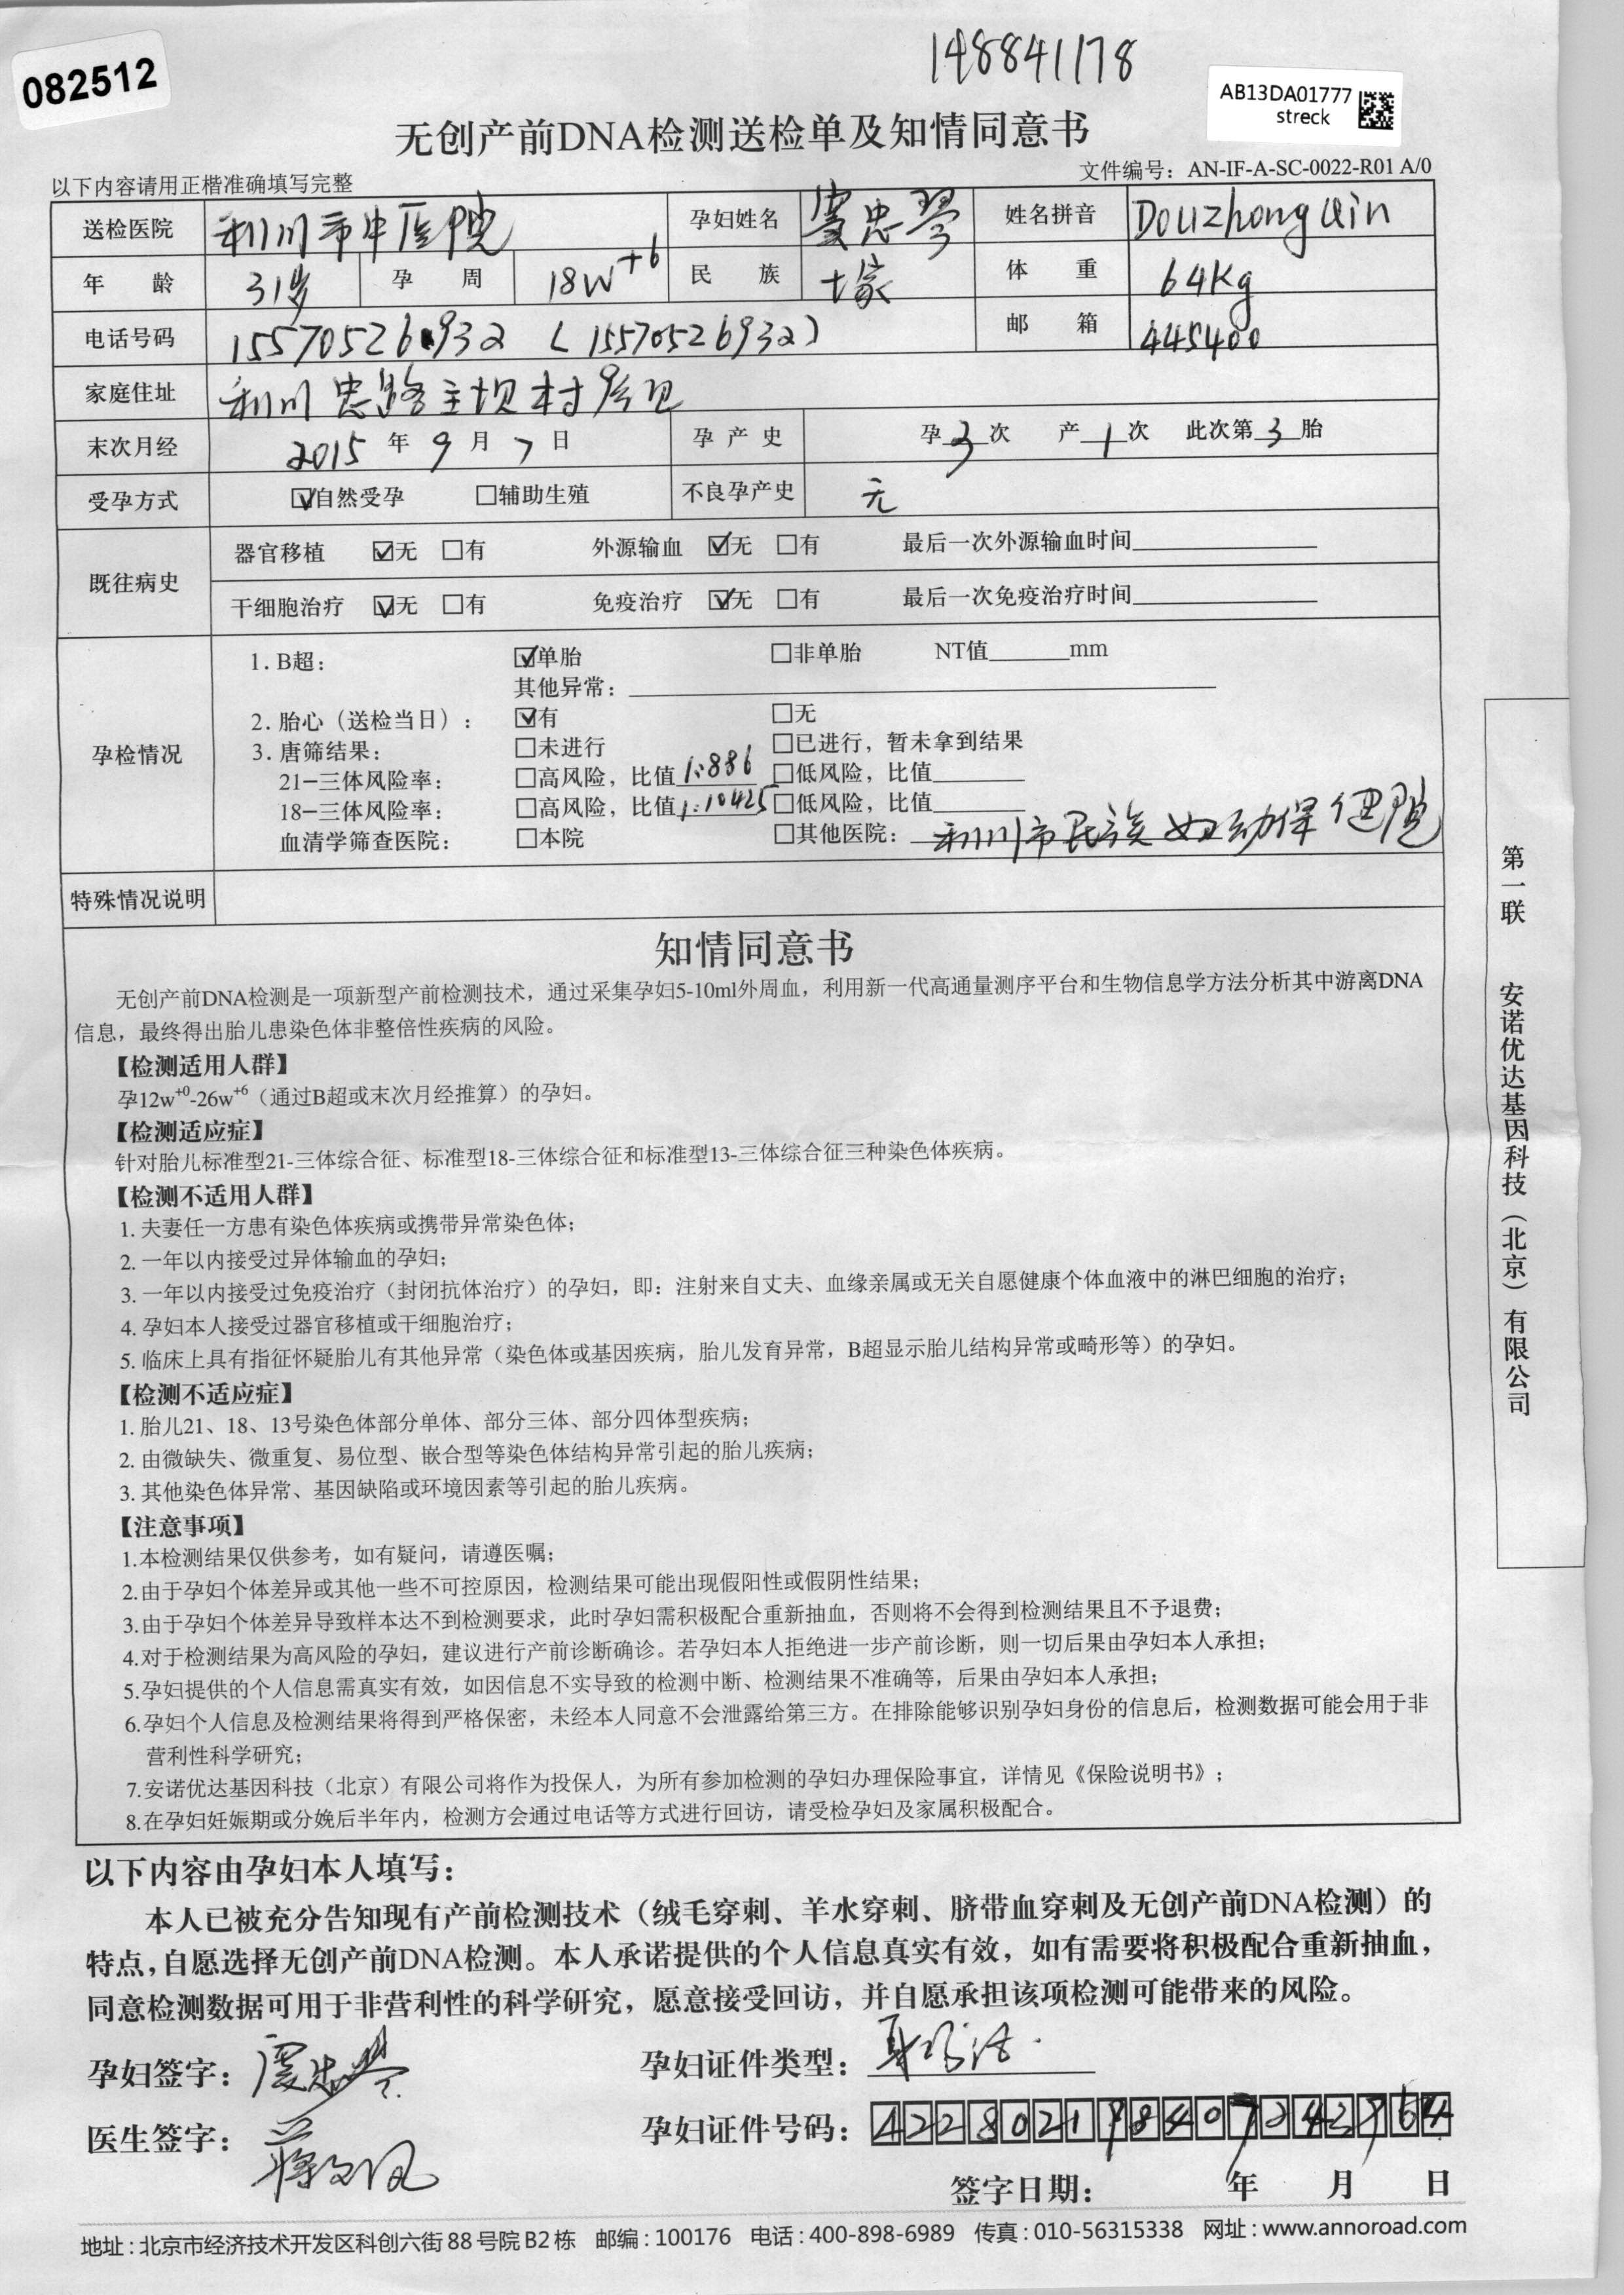 148841178
082512
AB13DA01777
streck
无创产前DNA检测送检单及知情同意书
以下内容请用正楷准确填写完整 文件编号：AN-IF-A-SC-0022-R01 A/0
送检医院 利川市中医院 孕妇姓名 窦忠琴 姓名拼音 Douzhong Qin
年 龄 31岁 孕 周 18W+6 民 族 土家 体 重 64Kg
电话号码 15570526932 (15570526932) 邮 箱 445400
家庭住址 利川忠路主坝村
末次月经 2015 年 9 月 7 日 孕 产 史 孕 3 次 产 1 次 此次第 3 胎
受孕方式 ☑自然受孕 □辅助生殖 不良孕产史 无
既往病史
器官移植 ☑无 □有 外源输血 ☑无 □有 最后一次外源输血时间
干细胞治疗 ☑无 □有 免疫治疗 ☑无 □有 最后一次免疫治疗时间
孕检情况
1. B超： ☑单胎 □非单胎 NT值 mm
其他异常：
2. 胎心（送检当日）： ☑有 □无
3. 唐筛结果： □未进行 □已进行，暂未拿到结果
21-三体风险率： □高风险，比值 1:886 □低风险，比值
18-三体风险率： □高风险，比值 1:10425 □低风险，比值
血清学筛查医院： □本院 □其他医院： 利川市民族妇幼保健院
特殊情况说明
知情同意书
无创产前DNA检测是一项新型产前检测技术，通过采集孕妇5-10ml外周血，利用新一代高通量测序平台和生物信息学方法分析其中游离DNA
信息，最终得出胎儿患染色体非整倍性疾病的风险。
【检测适用人群】
孕12w+0-26w+6（通过B超或末次月经推算）的孕妇。
【检测适应症】
针对胎儿标准型21-三体综合征、标准型18-三体综合征和标准型13-三体综合征三种染色体疾病。
【检测不适用人群】
1. 夫妻任一方患有染色体疾病或携带异常染色体；
2. 一年以内接受过异体输血的孕妇；
3. 一年以内接受过免疫治疗（封闭抗体治疗）的孕妇，即：注射来自丈夫、血缘亲属或无关自愿健康个体血液中的淋巴细胞的治疗；
4. 孕妇本人接受过器官移植或干细胞治疗；
5. 临床上具有指征怀疑胎儿有其他异常（染色体或基因疾病，胎儿发育异常，B超显示胎儿结构异常或畸形等）的孕妇。
【检测不适应症】
1. 胎儿21、18、13号染色体部分单体、部分三体、部分四体型疾病；
2. 由微缺失、微重复、易位型、嵌合型等染色体结构异常引起的胎儿疾病；
3. 其他染色体异常、基因缺陷或环境因素等引起的胎儿疾病。
【注意事项】
1.本检测结果仅供参考，如有疑问，请遵医嘱；
2.由于孕妇个体差异或其他一些不可控原因，检测结果可能出现假阳性或假阴性结果；
3.由于孕妇个体差异导致样本达不到检测要求，此时孕妇需积极配合重新抽血，否则将不会得到检测结果且不予退费；
4.对于检测结果为高风险的孕妇，建议进行产前诊断确诊。若孕妇本人拒绝进一步产前诊断，则一切后果由孕妇本人承担；
5.孕妇提供的个人信息需真实有效，如因信息不实导致的检测中断、检测结果不准确等，后果由孕妇本人承担；
6.孕妇个人信息及检测结果将得到严格保密，未经本人同意不会泄露给第三方。在排除能够识别孕妇身份的信息后，检测数据可能会用于非
营利性科学研究；
7.安诺优达基因科技（北京）有限公司将作为投保人，为所有参加检测的孕妇办理保险事宜，详情见《保险说明书》；
8.在孕妇妊娠期或分娩后半年内，检测方会通过电话等方式进行回访，请受检孕妇及家属积极配合。
以下内容由孕妇本人填写：
本人已被充分告知现有产前检测技术（绒毛穿刺、羊水穿刺、脐带血穿刺及无创产前DNA检测）的
特点，自愿选择无创产前DNA检测。本人承诺提供的个人信息真实有效，如有需要将积极配合重新抽血，
同意检测数据可用于非营利性的科学研究，愿意接受回访，并自愿承担该项检测可能带来的风险。
孕妇签字： 窦忠琴 孕妇证件类型： 身份证
医生签字： 孕妇证件号码：
签字日期： 年 月 日
地址：北京市经济技术开发区科创六街88号院B2栋 邮编：100176 电话：400-898-6989 传真：010-56315338 网址：www.annoroad.com
第一联 安诺优达基因科技（北京）有限公司